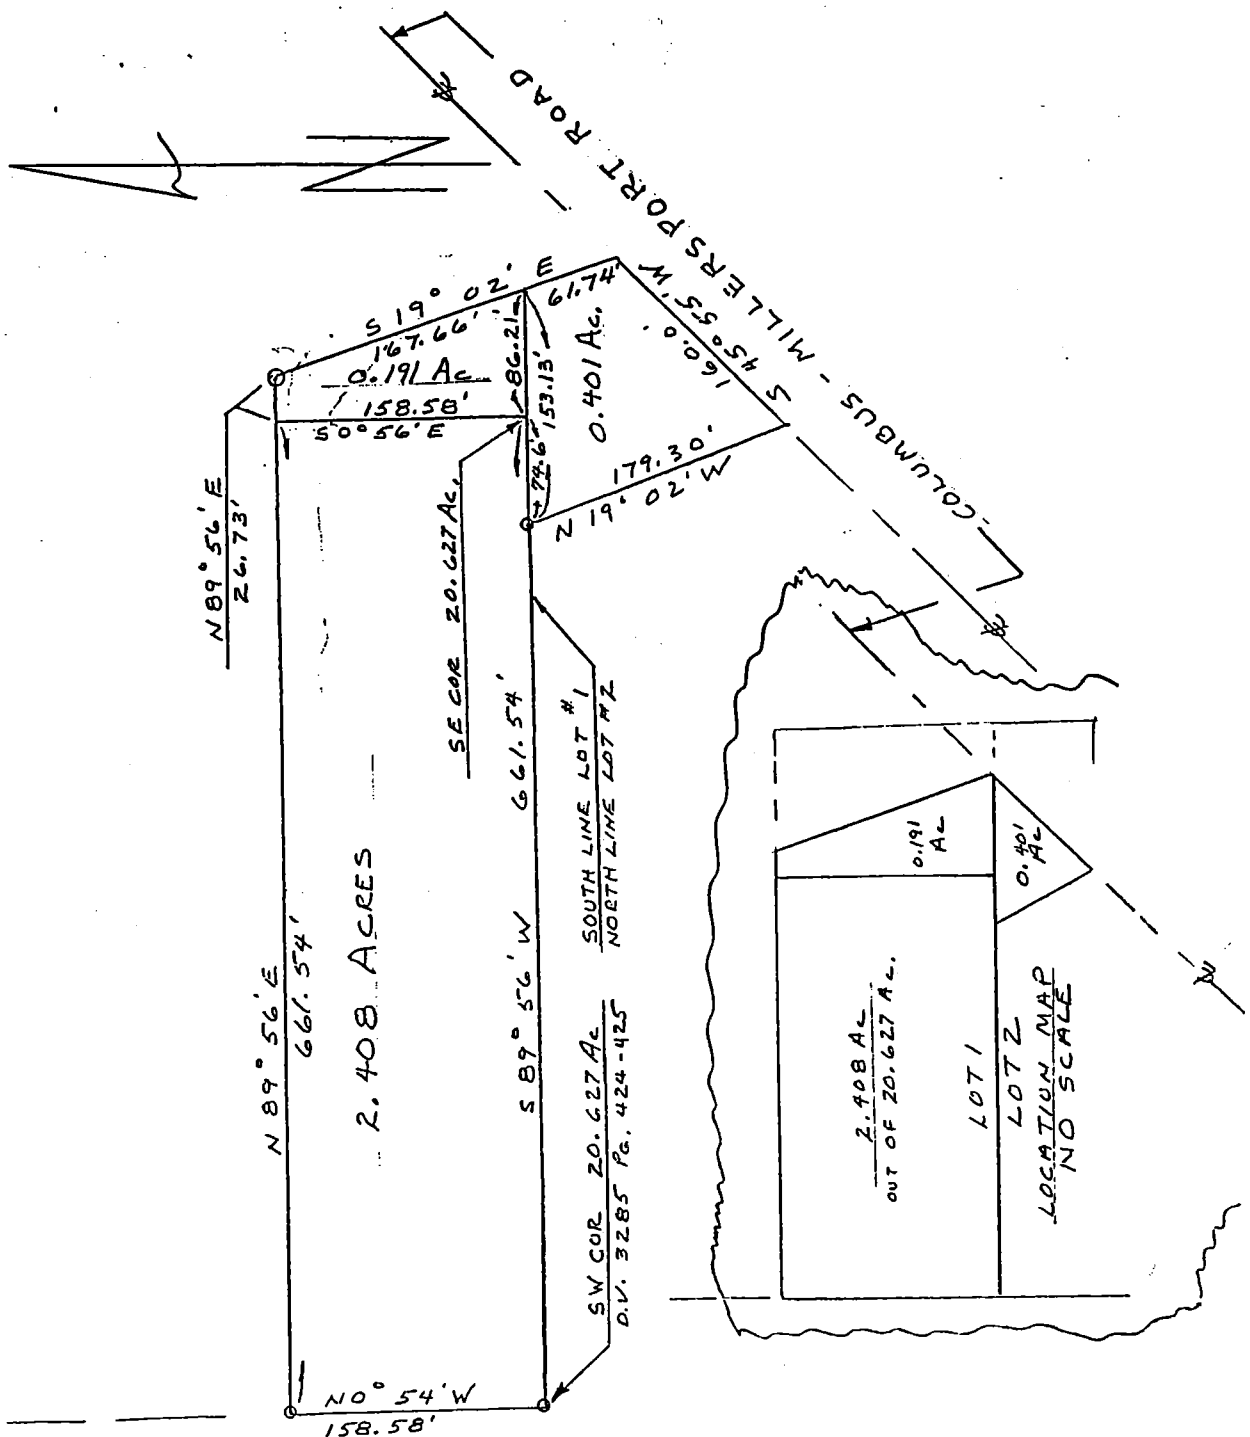 COLUMBUS - MILLERSPORT ROAD
S 19° 02' E
167.66'
61.74'
0.191 Ac
158.58'
S0°56'E
86.21'
153.13'
74.6'
0.401 Ac.
S 45° 55' W
160.0'
179.30'
N 19° 02' W
N89°56'E
26.73'
SE COR 20.627 Ac.
N 89° 56' E
661.54'
2.408 ACRES
661.54'
S 89° 56' W
SOUTH LINE LOT #1
NORTH LINE LOT #2
SW COR 20.627 Ac
D.V. 3285 PG. 424-425
N0° 54' W
158.58'
0.191
Ac
0.401
Ac
2.408 Ac
OUT OF 20.627 Ac.
LOT 1
LOT 2
LOCATION MAP
NO SCALE